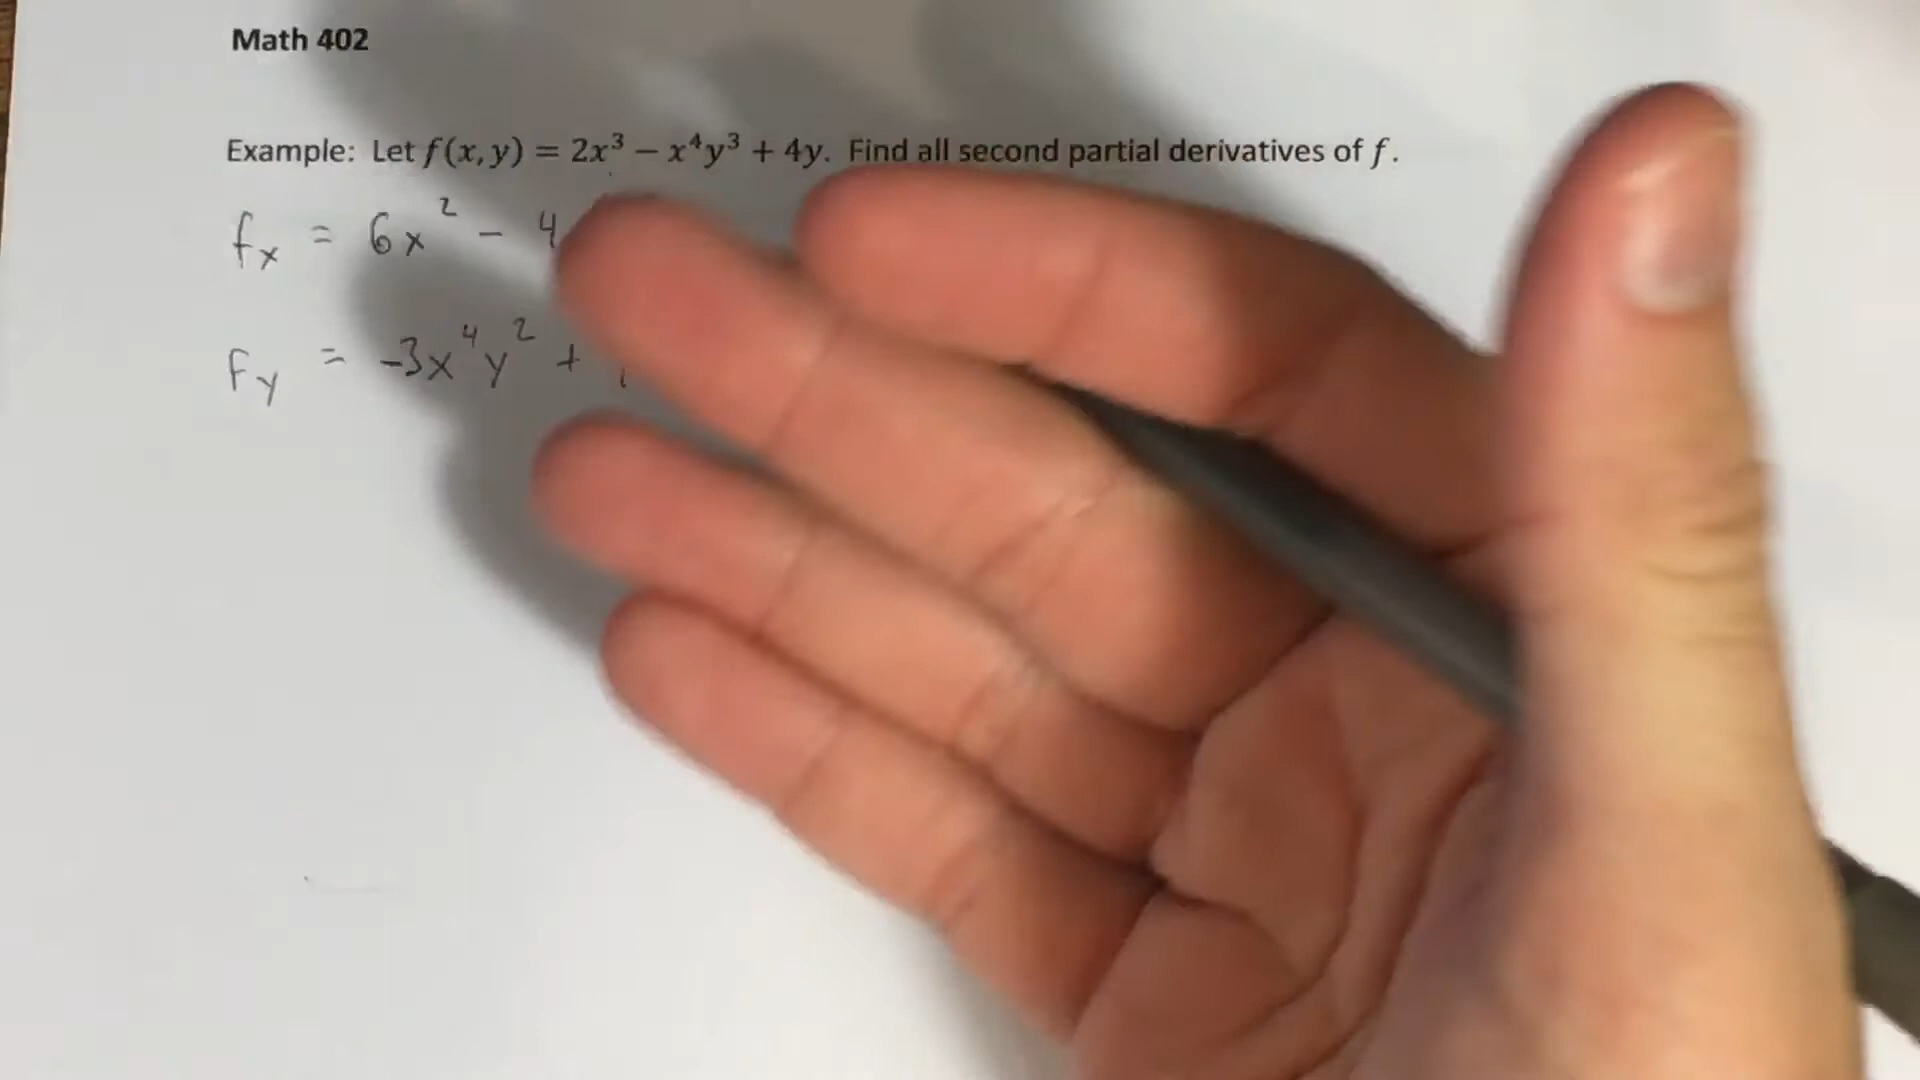 Math 402
Example: Let f(x, y) = 2x³ − x⁴y³ + 4y. Find all second partial derivatives of f.
fx = 6x² − 4
fy = -3x⁴y² +